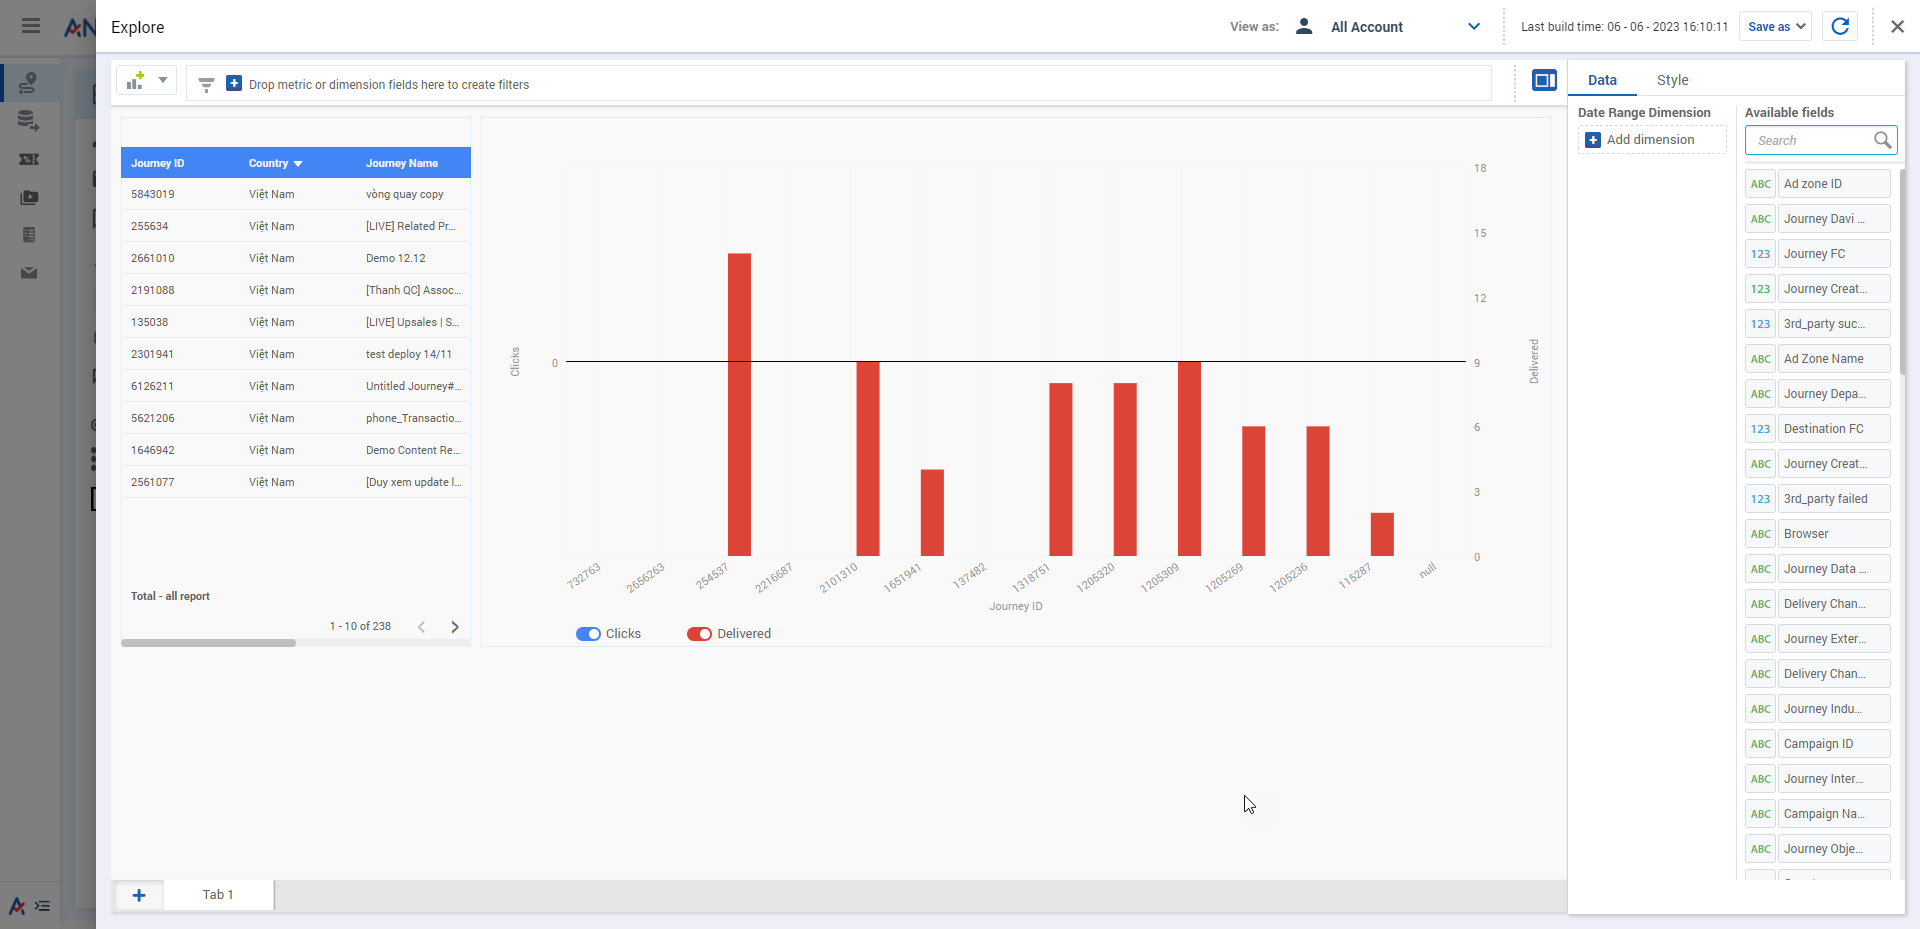 AN
Explore
View as:
All Account
Last build time: 06 - 06 - 2023 16:10:11
Save as
Drop metric or dimension fields here to create filters
Journey ID Country Journey Name
5843019 Việt Nam vòng quay copy
255634 Việt Nam [LIVE] Related Pr...
2661010 Việt Nam Demo 12.12
2191088 Việt Nam [Thanh QC] Assoc...
135038 Việt Nam [LIVE] Upsales | S...
2301941 Việt Nam test deploy 14/11
6126211 Việt Nam Untitled Journey#...
5621206 Việt Nam phone_Transactio...
1646942 Việt Nam Demo Content Re...
2561077 Việt Nam [Duy xem update l...
Total - all report
1 - 10 of 238
Clicks
0
18
15
12
9
6
3
0
Delivered
732763
2656263
254537
2216687
2101310
1651941
137482
1318751
1205320
1205309
1205269
1205236
115287
null
Journey ID
Clicks
Delivered
Tab 1
Data
Style
Date Range Dimension
Add dimension
Available fields
Search
ABC Ad zone ID
ABC Journey Davi ...
123 Journey FC
123 Journey Creat...
123 3rd_party suc...
ABC Ad Zone Name
ABC Journey Depa...
123 Destination FC
ABC Journey Creat...
123 3rd_party failed
ABC Browser
ABC Journey Data ...
ABC Delivery Chan...
ABC Journey Exter...
ABC Delivery Chan...
ABC Journey Indu...
ABC Campaign ID
ABC Journey Inter...
ABC Campaign Na...
ABC Journey Obje...